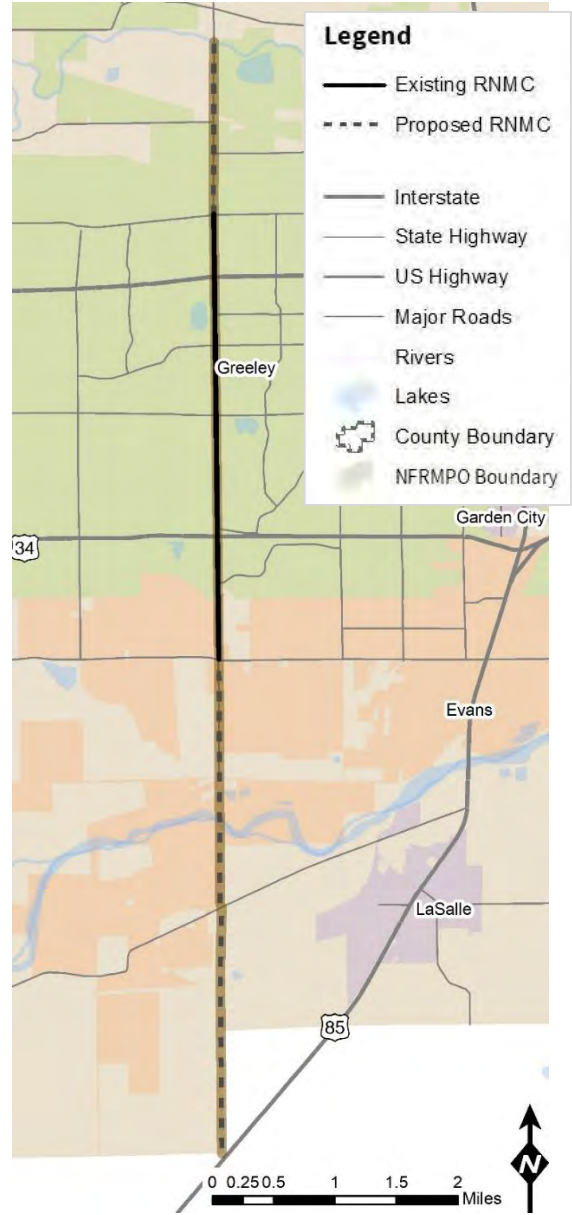 Legend
Existing RNMC
Proposed RNMC
Interstate
State Highway
US Highway
Major Roads
Rivers
Lakes
County Boundary
NFRMPO Boundary
Greeley
Garden City
34
Evans
LaSalle
85
N
0 0.25 0.5 1 1.5 2
Miles